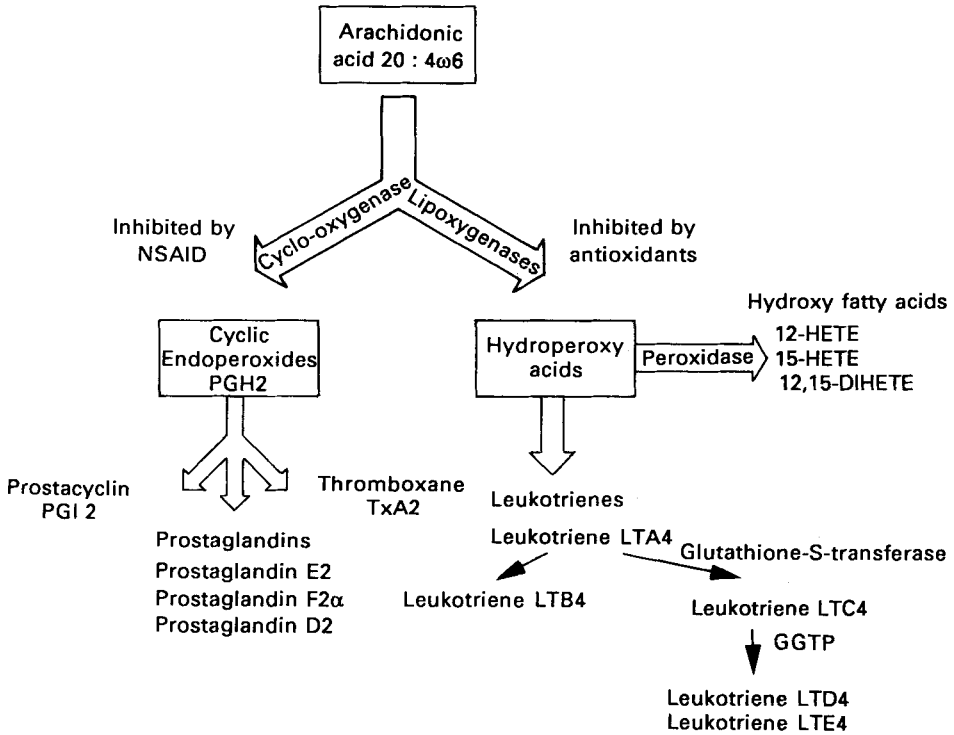 Arachidonic
acid 20 : 4ω6
Cyclo-oxygenase
Lipoxygenases
Inhibited by
NSAID
Inhibited by
antioxidants
Cyclic
Endoperoxides
PGH2
Hydroperoxy
acids
Peroxidase
Hydroxy fatty acids
12-HETE
15-HETE
12,15-DIHETE
Prostacyclin
PGI 2
Thromboxane
TxA2
Prostaglandins
Prostaglandin E2
Prostaglandin F2α
Prostaglandin D2
Leukotrienes
Leukotriene LTA4
Glutathione-S-transferase
Leukotriene LTB4
Leukotriene LTC4
GGTP
Leukotriene LTD4
Leukotriene LTE4